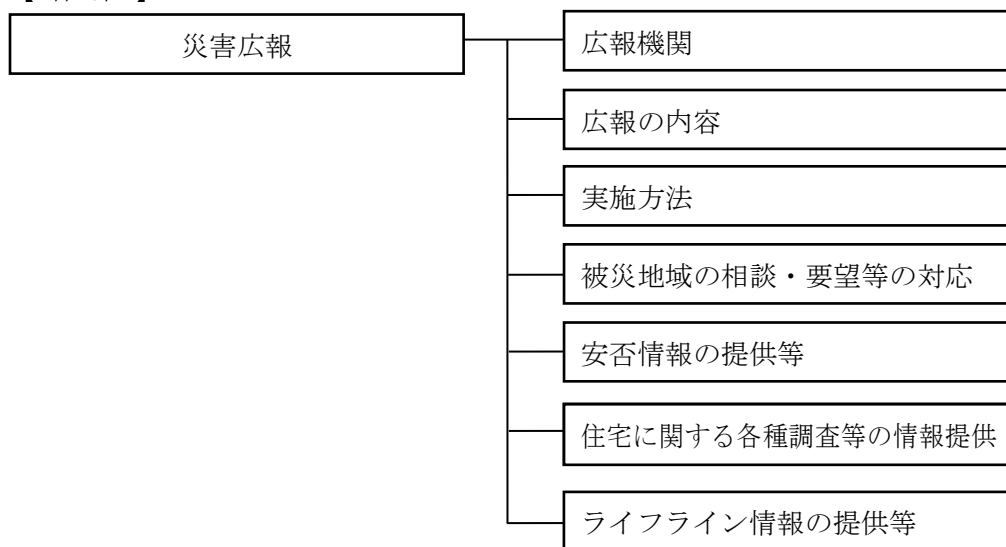 災害広報
広報機関
広報の内容
実施方法
被災地域の相談・要望等の対応
安否情報の提供等
住宅に関する各種調査等の情報提供
ライフライン情報の提供等